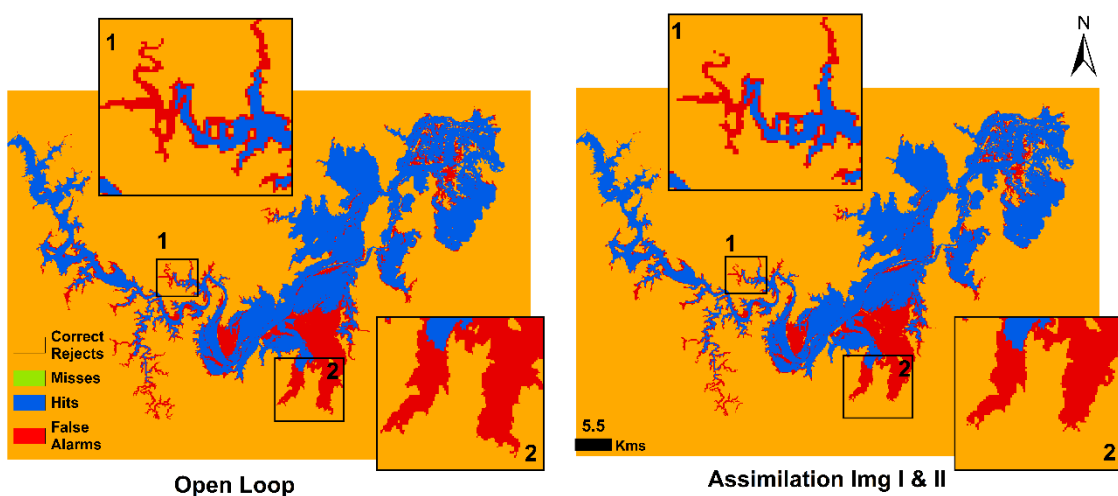 1
1
N
1
1
Correct
Rejects
Misses
Hits
False
Alarms
2
2
Open Loop
2
2
5.5
Kms
Assimilation Img I & II